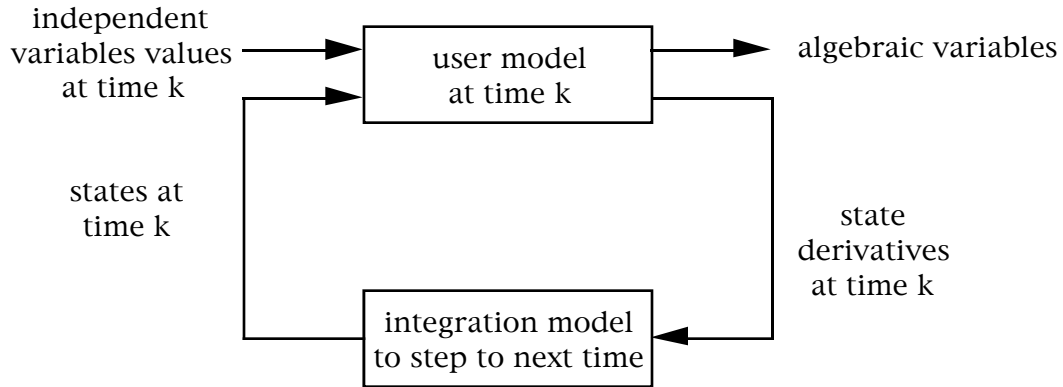 independent
variables values
at time k
user model
at time k
algebraic variables
states at
time k
state
derivatives
at time k
integration model
to step to next time